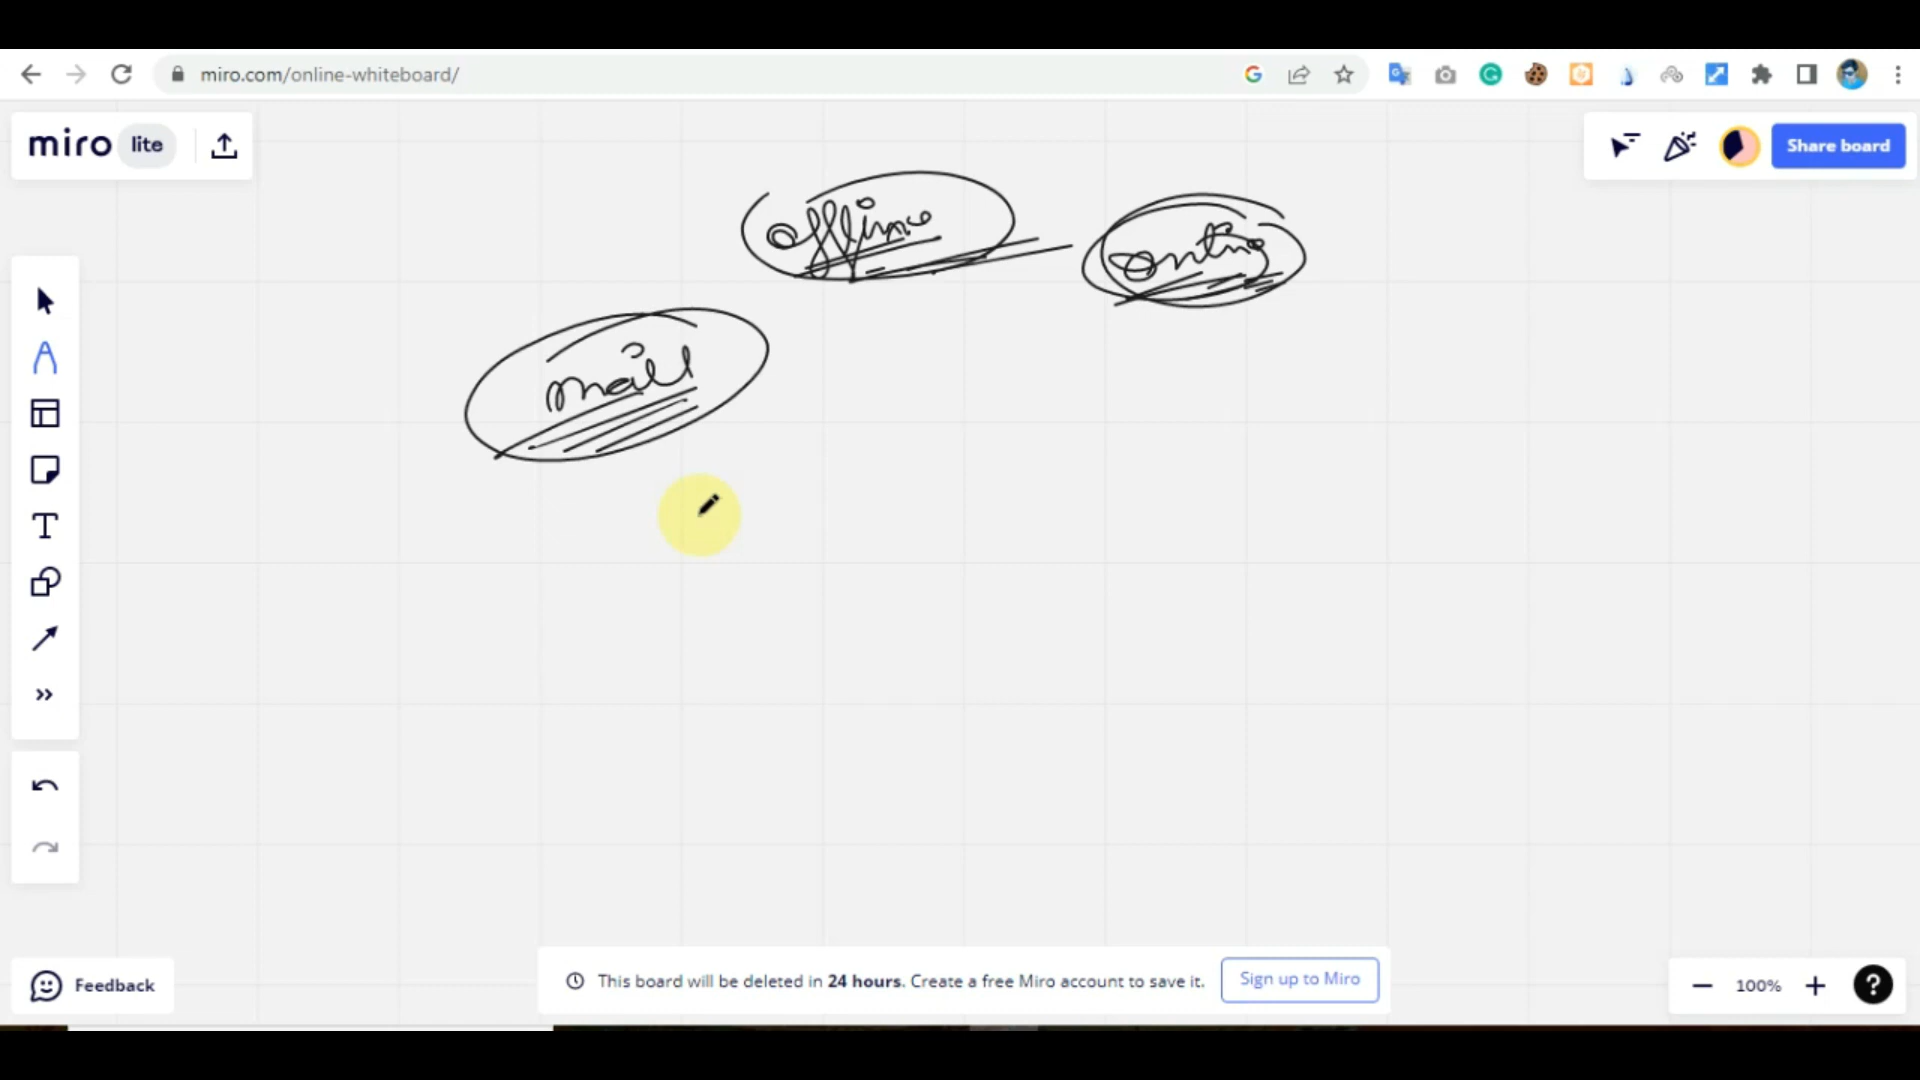 miro.com/online-whiteboard/
miro lite
Share board
offline
online
mail
Feedback
This board will be deleted in 24 hours. Create a free Miro account to save it.
Sign up to Miro
100%
?